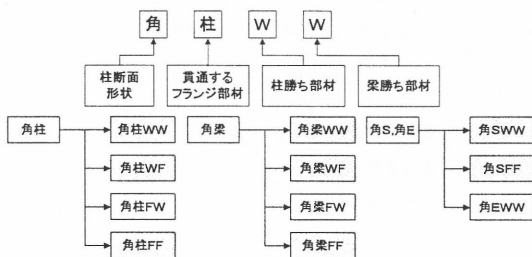 角 柱 W W
柱断面
形状
貫通する
フランジ部材
柱勝ち部材
梁勝ち部材
角柱
角柱WW
角柱WF
角柱FW
角柱FF
角梁
角梁WW
角梁WF
角梁FW
角梁FF
角S,角E
角SWW
角SFF
角EWW